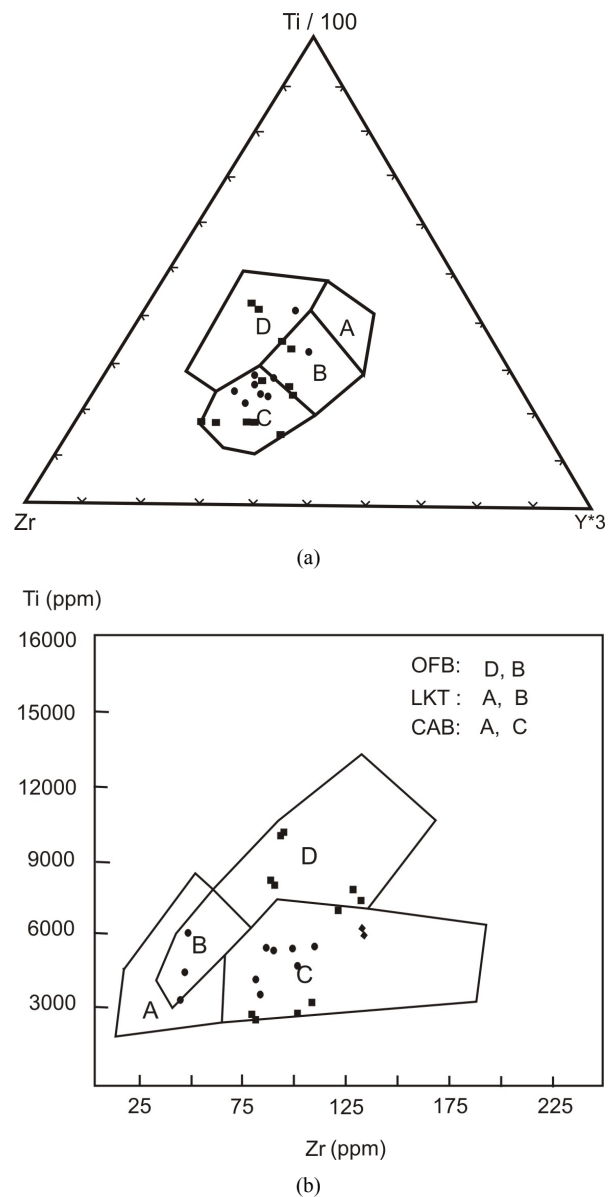 Ti / 100
D
A
B
C
Zr
Y*3
(a)
Ti (ppm)
16000
15000
12000
9000
6000
3000
OFB: D, B
LKT : A, B
CAB: A, C
D
B
C
A
25 75 125 175 225
Zr (ppm)
(b)